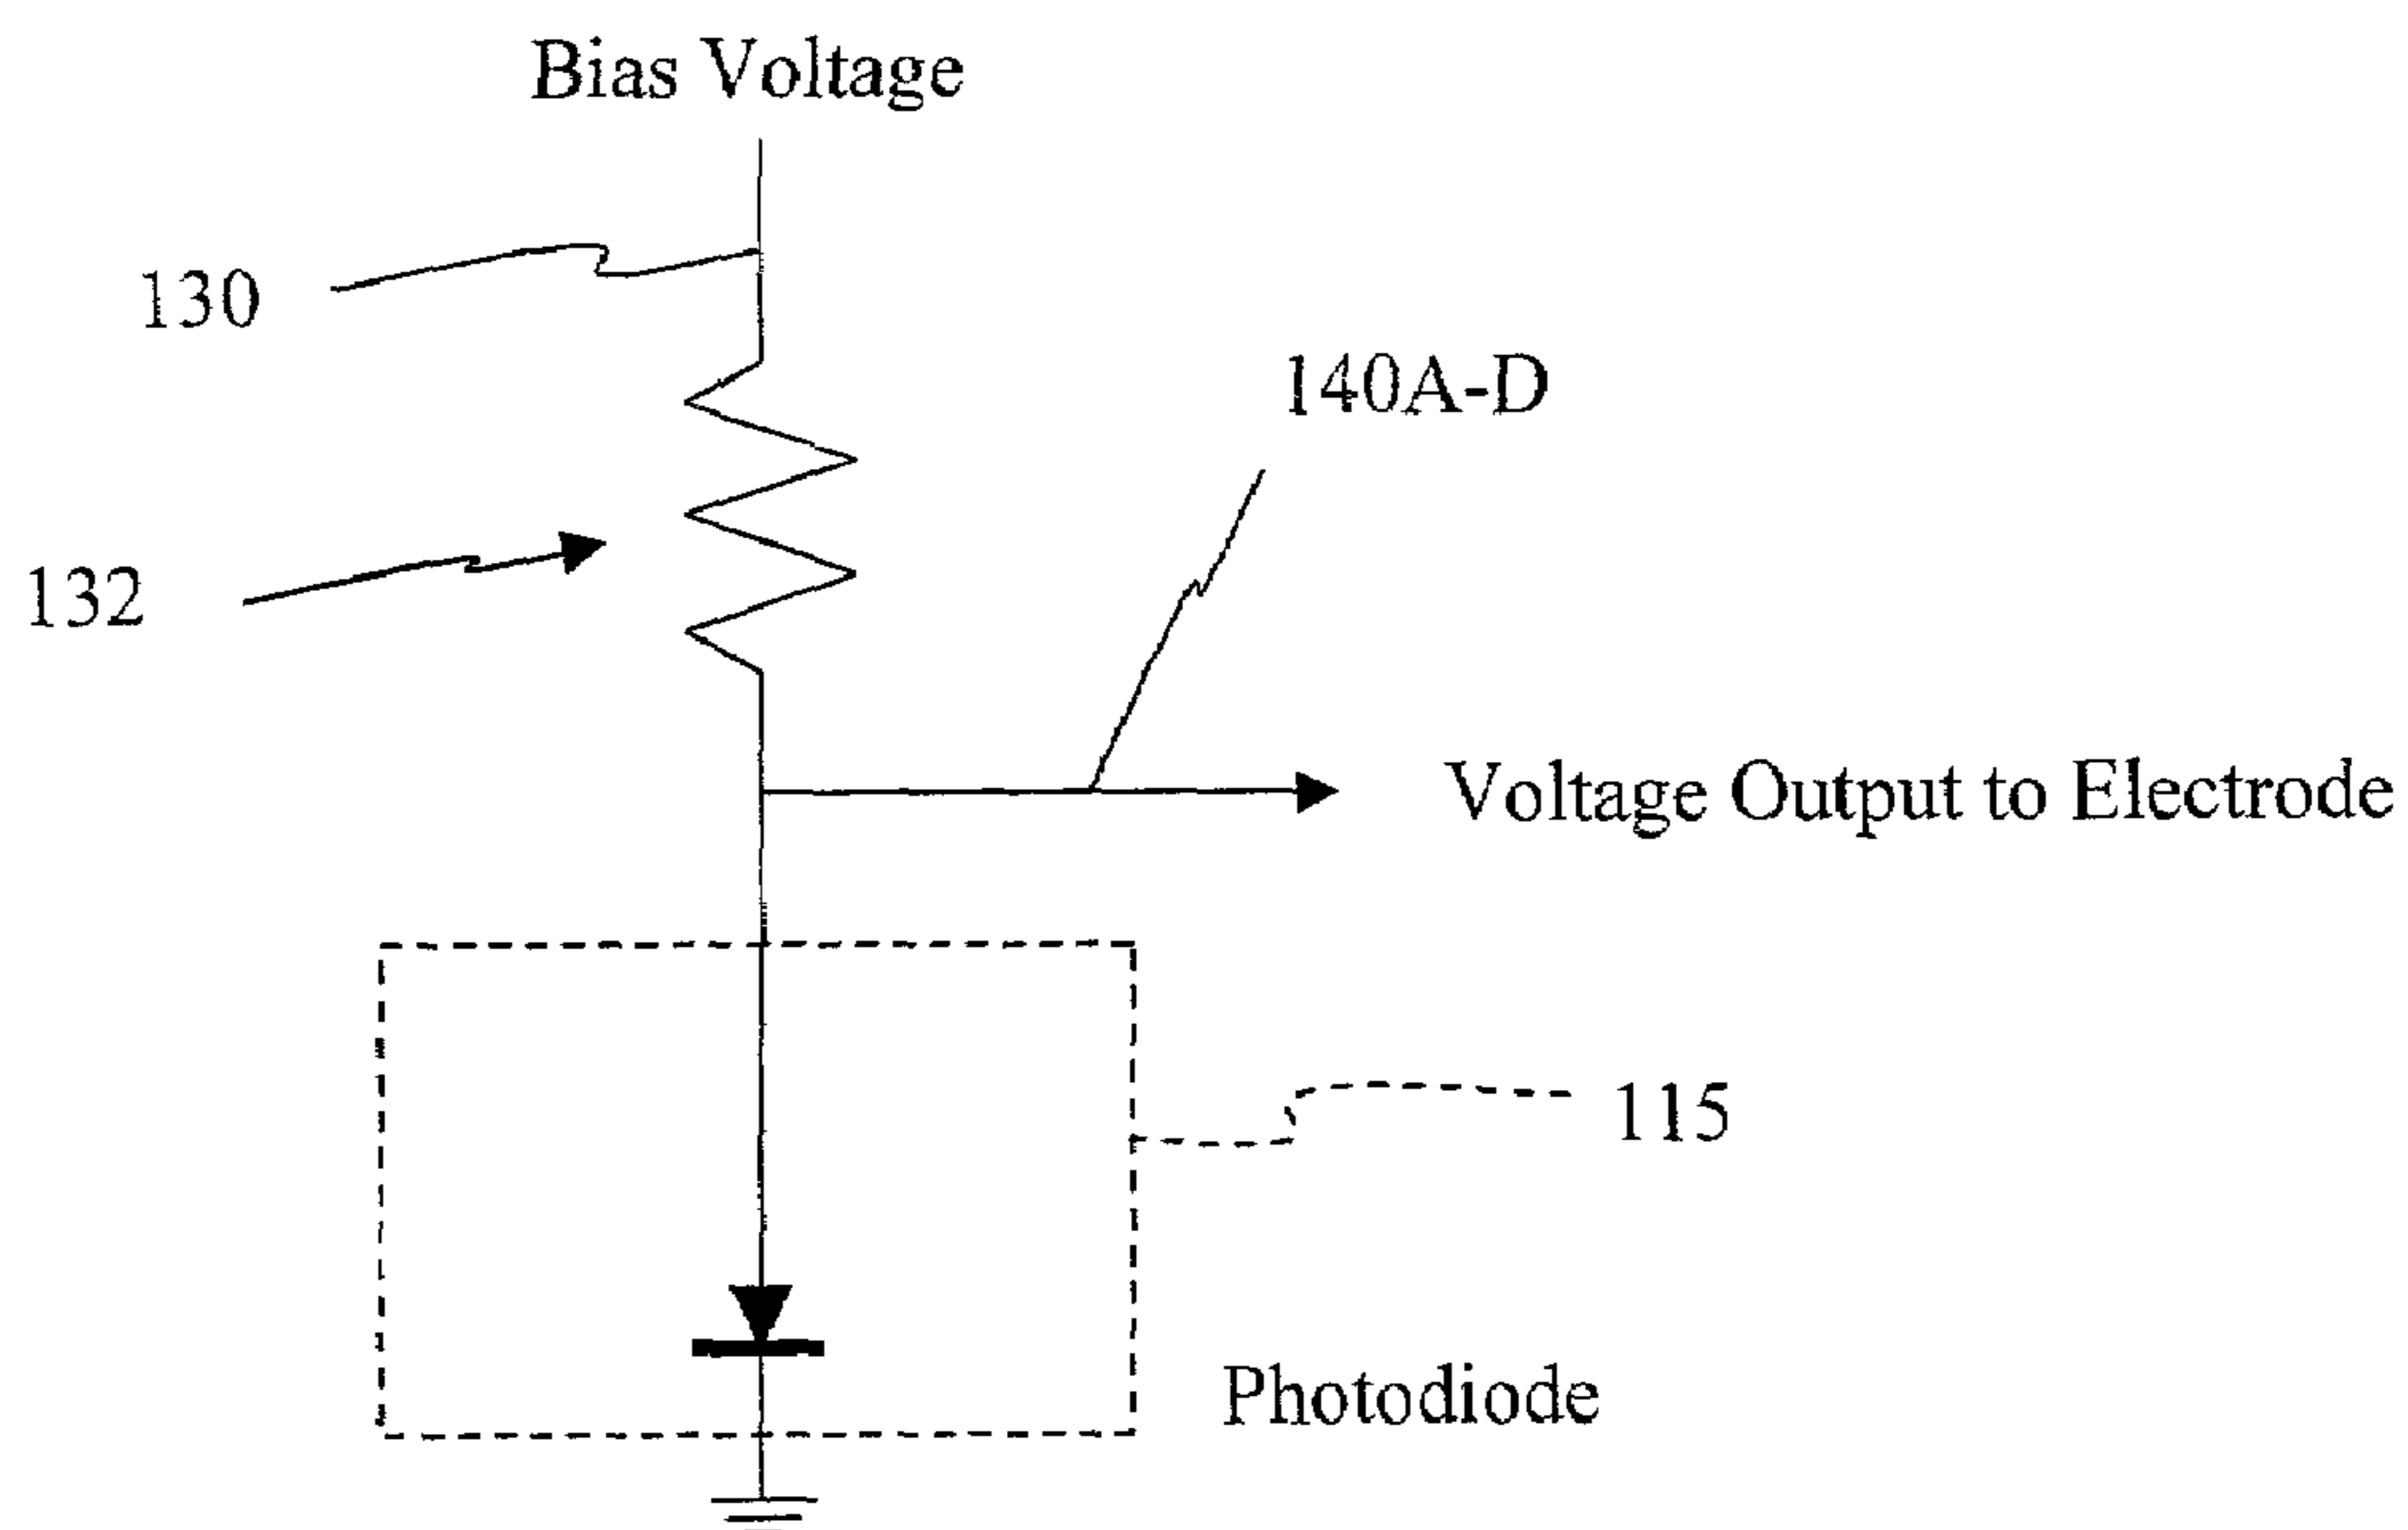 Bias Voltage
130
140A-D
132
Voltage Output to Electrode
115
Photodiode